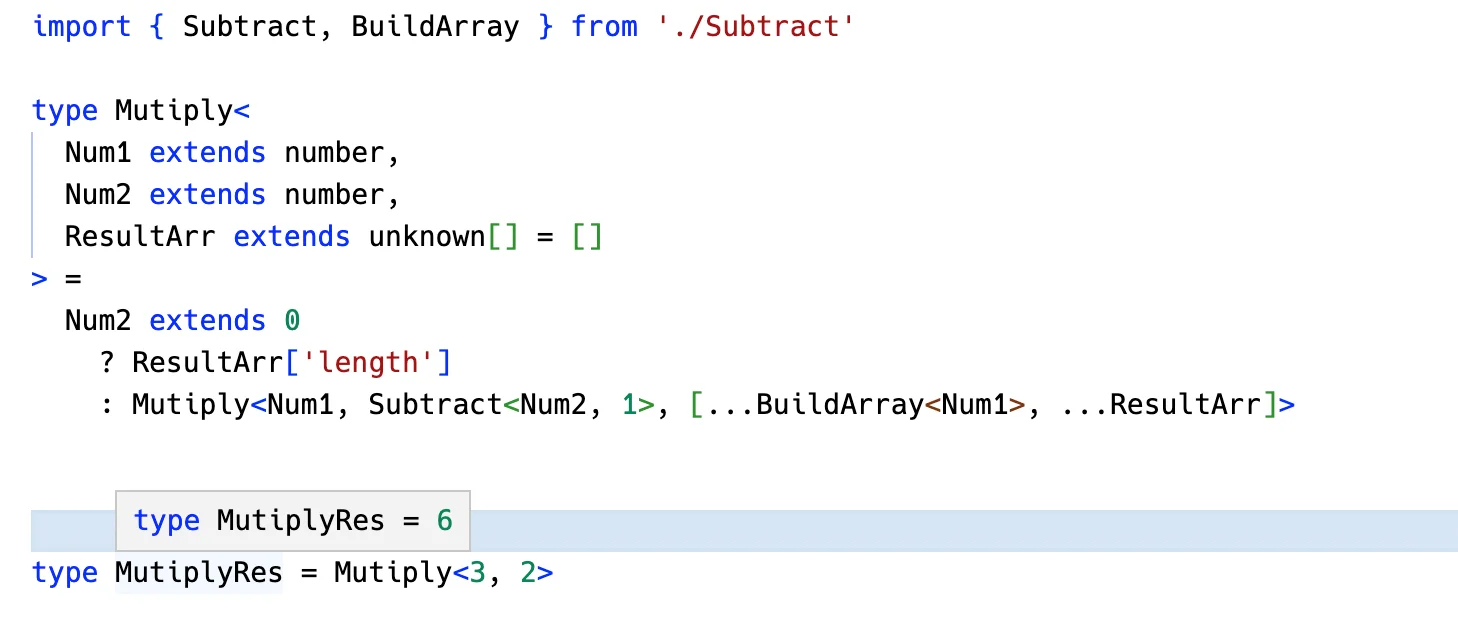 import { Subtract, BuildArray } from './Subtract'
type Mutiply<
Num1 extends number,
Num2 extends number,
ResultArr extends unknown[] = []
> =
Num2 extends 0
? ResultArr['length']
: Mutiply<Num1, Subtract<Num2, 1>, [...BuildArray<Num1>, ...ResultArr]>
type MutiplyRes = 6
type MutiplyRes = Mutiply<3, 2>